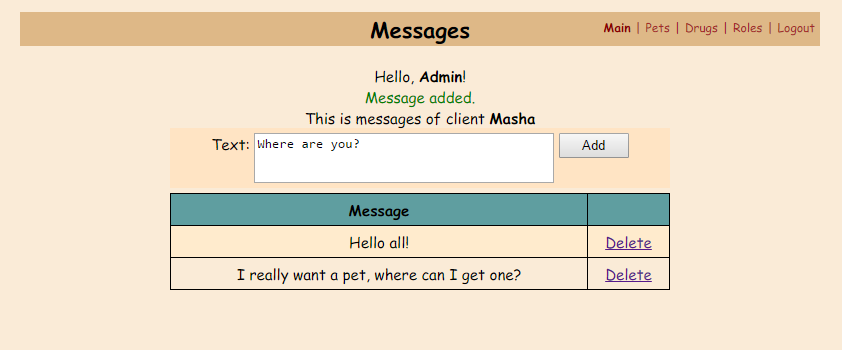 Messages
Main | Pets | Drugs | Roles | Logout
Hello, Admin!
Message added.
This is messages of client Masha
Text: Where are you? Add
Message
Hello all! Delete
I really want a pet, where can I get one? Delete